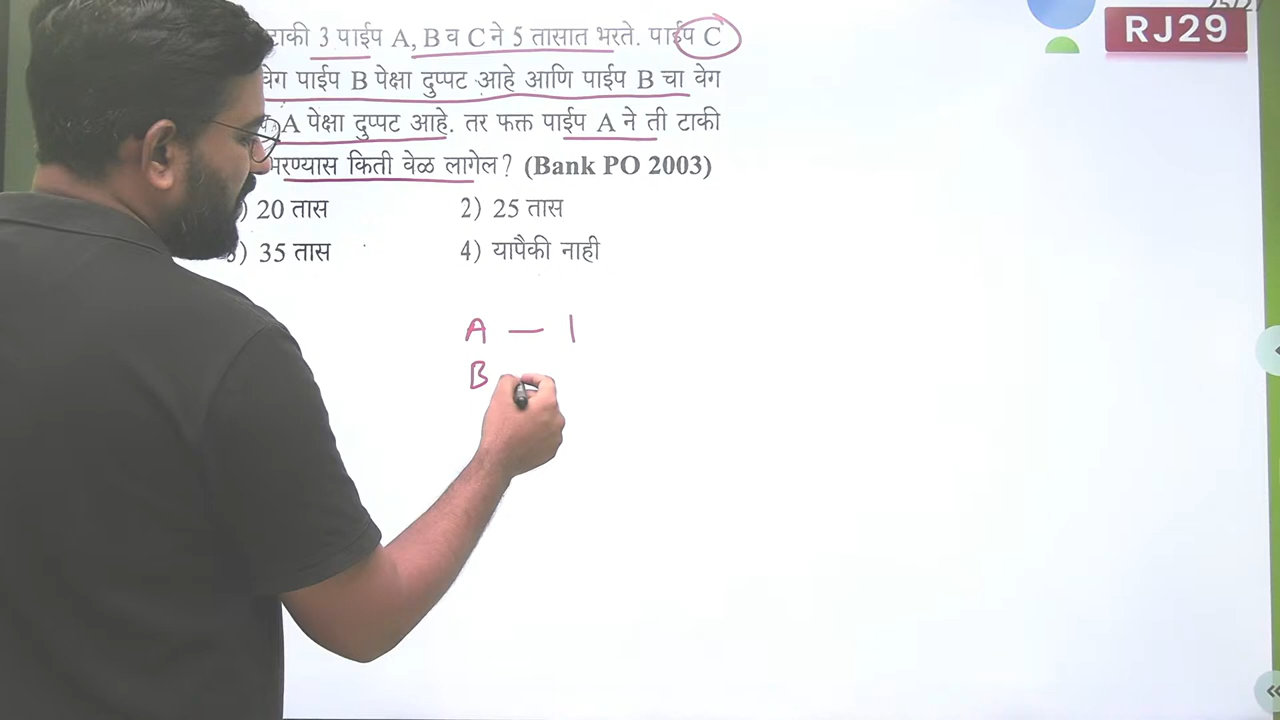 RJ29
टाकी 3 पाईप A, B व C ने 5 तासात भरते. पाईप C
वेग पाईप B पेक्षा दुप्पट आहे आणि पाईप B चा वेग
A पेक्षा दुप्पट आहे. तर फक्त पाईप A ने ती टाकी
भरण्यास किती वेळ लागेल? (Bank PO 2003)
) 20 तास 2) 25 तास
3) 35 तास 4) यापैकी नाही
A — 1
B